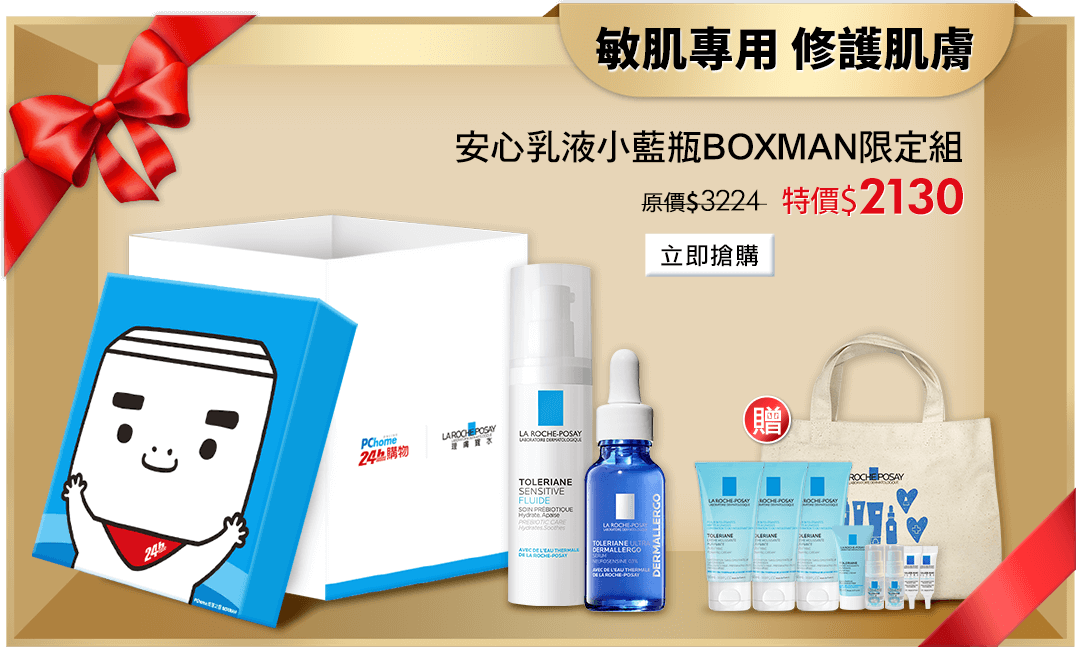 敏肌專用 修護肌膚
安心乳液小藍瓶BOXMAN限定組
原價$3224 特價$2130
立即搶購
PChome
24h購物
LA ROCHE-POSAY
LABORATOIRE DERMATOLOGIQUE
理膚寶水
24h
LA ROCHE-POSAY
LABORATOIRE DERMATOLOGIQUE
TOLERIANE
SENSITIVE
FLUIDE
SOIN PRÉBIOTIQUE
Hydrate, Apaise
PREBIOTIC CARE
Hydrates, Soothes
AVEC DE L'EAU THERMALE
DE LA ROCHE-POSAY
LA ROCHE-POSAY
LABORATOIRE DERMATOLOGIQUE
TOLERIANE ULTRA
DERMALLERGO
SERUM
AVEC DE L'EAU THERMALE
DE LA ROCHE-POSAY
DERMALLERGO
贈
ROCHE-POSAY
LA ROCHE-POSAY
ROCHE-POSAY
ROCHE-POSAY
TOLERIANE
TOLERIANE
TOLERIANE